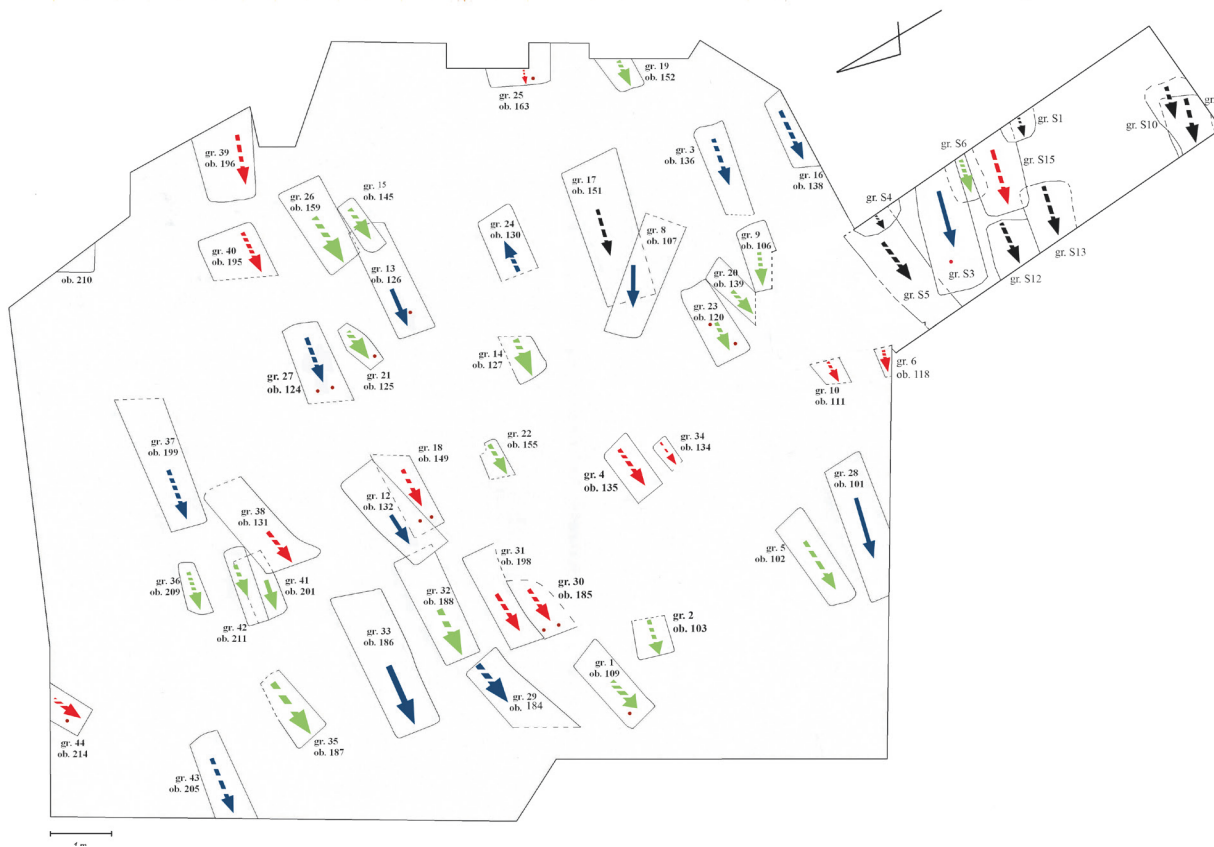 gr. 19
ob. 152
gr. 25
ob. 163
gr. S1
gr. S10
gr.
gr. 39
ob. 196
gr. 3
ob. 136
gr. S6
gr. S15
gr. 16
ob. 138
gr. 17
ob. 151
gr. 15
ob. 145
gr. 26
ob. 159
gr. S4
gr. 24
ob. 130
gr. 8
ob. 107
gr. 9
ob. 106
gr. 40
ob. 195
gr. S13
gr. S3
gr. S12
gr. S5
ob. 210
gr. 13
ob. 126
gr. 20
ob. 139
gr. 23
ob. 120
gr. 14
ob. 127
gr. 6
ob. 118
gr. 27
ob. 124
gr. 21
ob. 125
gr. 10
ob. 111
gr. 22
ob. 155
gr. 34
ob. 134
gr. 37
ob. 199
gr. 18
ob. 149
gr. 4
ob. 135
gr. 28
ob. 101
gr. 12
ob. 132
gr. 38
ob. 131
gr. 5
ob. 102
gr. 31
ob. 198
gr. 36
ob. 209
gr. 41
ob. 201
gr. 30
ob. 185
gr. 32
ob. 188
gr. 42
ob. 211
gr. 2
ob. 103
gr. 33
ob. 186
gr. 1
ob. 109
gr. 29
ob. 184
gr. 44
ob. 214
gr. 35
ob. 187
gr. 43
ob. 205